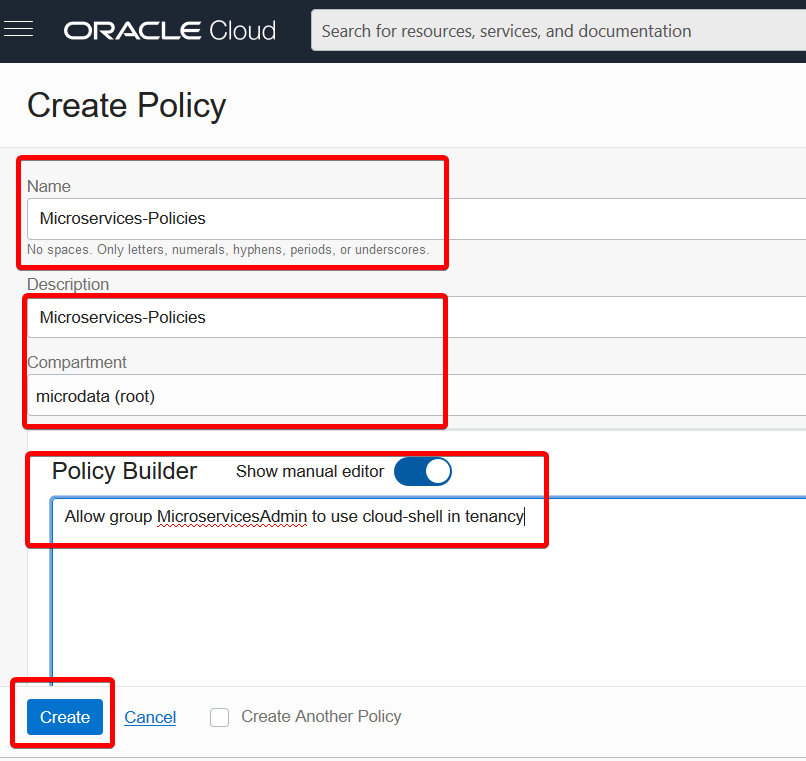 ORACLE Cloud
Search for resources, services, and documentation
Create Policy
Name
Microservices-Policies
No spaces. Only letters, numerals, hyphens, periods, or underscores.
Description
Microservices-Policies
Compartment
microdata (root)
Policy Builder
Show manual editor
Allow group MicroservicesAdmin to use cloud-shell in tenancy
Create
Cancel
Create Another Policy